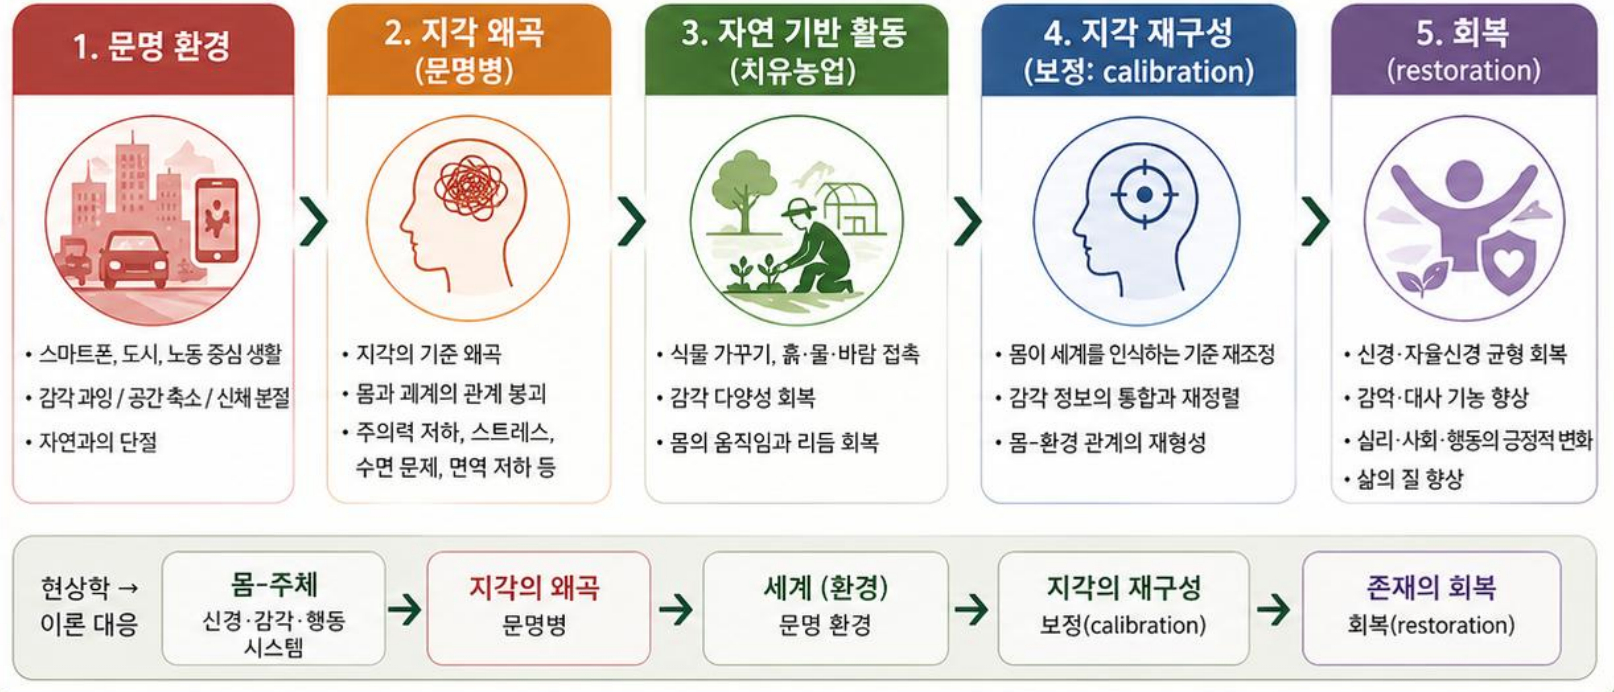 1. 문명 환경
2. 지각 왜곡
(문명병)
3. 자연 기반 활동
(치유농업)
4. 지각 재구성
(보정: calibration)
5. 회복
(restoration)
• 스마트폰, 도시, 노동 중심 생활
• 감각 과잉 / 공간 축소 / 신체 분절
• 자연과의 단절
• 지각의 기준 왜곡
• 몸과 괴계의 관계 붕괴
• 주의력 저하, 스트레스,
수면 문제, 면역 저하 등
• 식물 가꾸기, 흙·물·바람 접촉
• 감각 다양성 회복
• 몸의 움직임과 리듬 회복
• 몸이 세계를 인식하는 기준 재조정
• 감각 정보의 통합과 재정렬
• 몸-환경 관계의 재형성
• 신경·자율신경 균형 회복
• 감억·대사 기능 향상
• 심리·사회·행동의 긍정적 변화
• 삶의 질 향상
현상학 →
이론 대응
몸-주체
신경·감각·행동
시스템
지각의 왜곡
문명병
세계 (환경)
문명 환경
지각의 재구성
보정(calibration)
존재의 회복
회복(restoration)